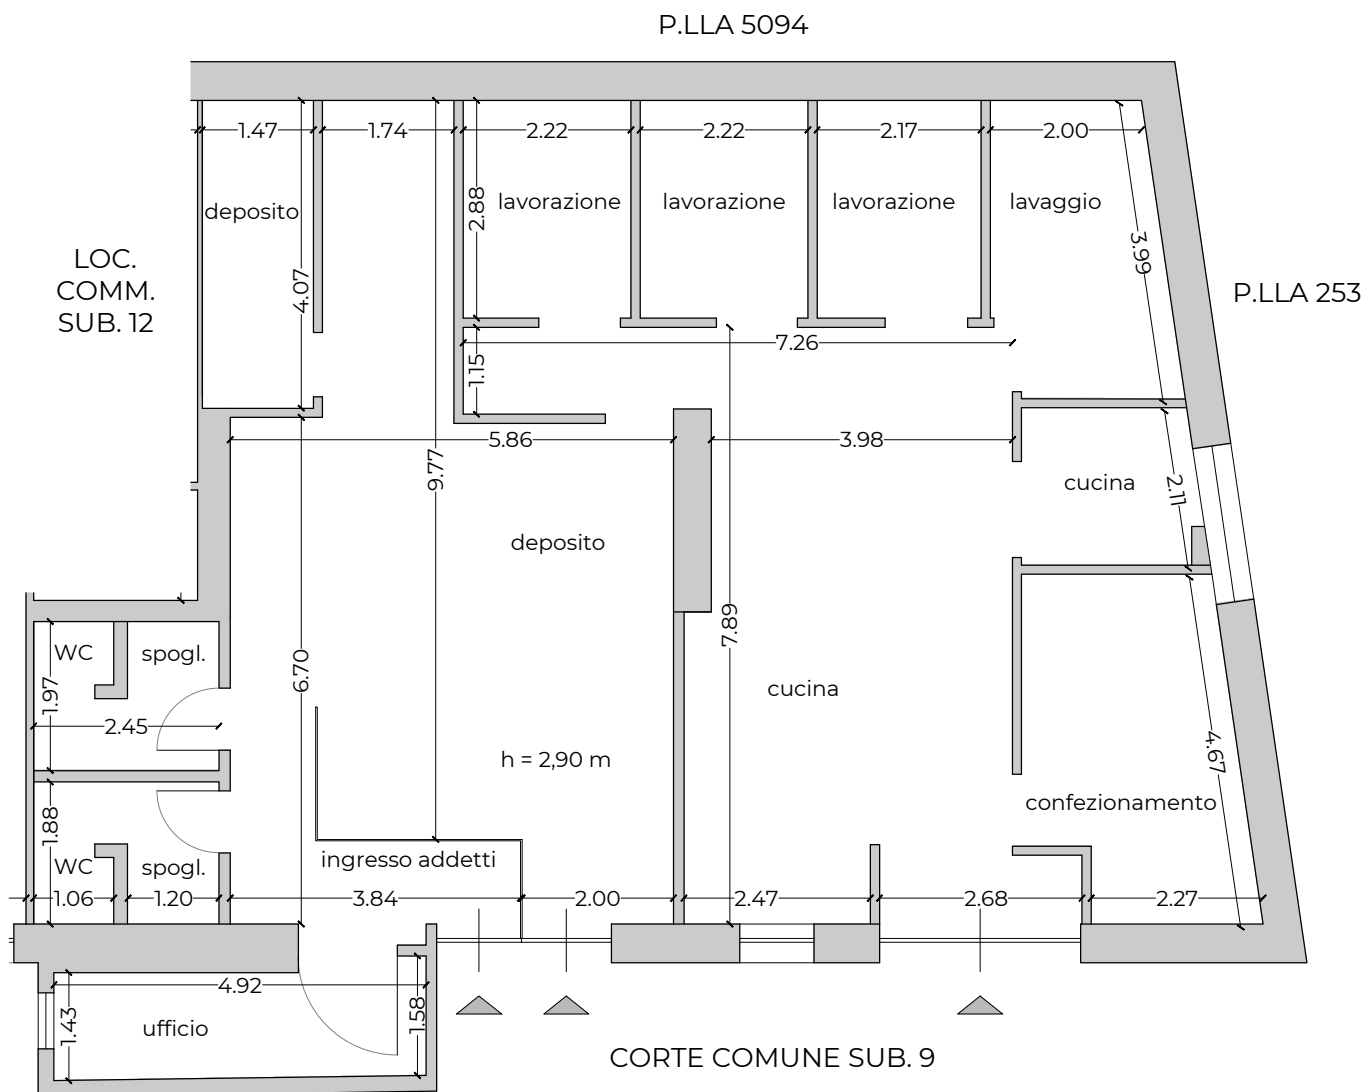 P.LLA 5094
1.47
1.74
2.22
2.22
2.17
2.00
deposito
2.88
lavorazione
lavorazione
lavorazione
lavaggio
3.99
LOC.
COMM.
SUB. 12
4.07
P.LLA 253
7.26
1.15
5.86
3.98
9.77
cucina
2.11
deposito
7.89
WC
spogl.
6.70
1.97
cucina
2.45
h = 2,90 m
4.67
confezionamento
1.88
ingresso addetti
WC
spogl.
1.06
1.20
3.84
2.00
2.47
2.68
2.27
4.92
1.43
ufficio
1.58
CORTE COMUNE SUB. 9